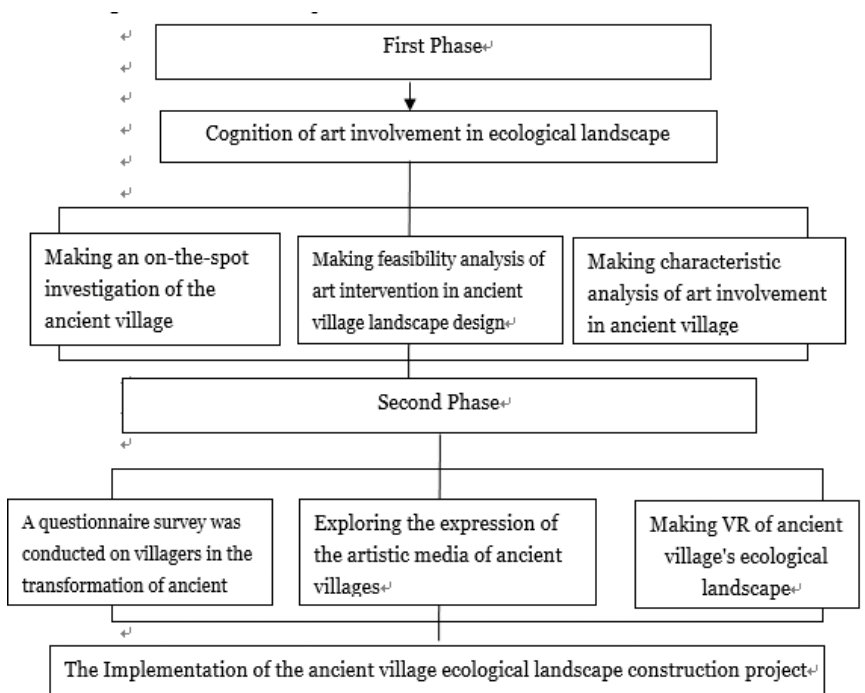 First Phase
Cognition of art involvement in ecological landscape
Making an on-the-spot
investigation of the
ancient village
Making feasibility analysis of
art intervention in ancient
village landscape design
Making characteristic
analysis of art involvement
in ancient village
Second Phase
A questionnaire survey was
conducted on villagers in the
transformation of ancient
Exploring the expression of
the artistic media of ancient
villages
Making VR of ancient
village's ecological
landscape
The Implementation of the ancient village ecological landscape construction project